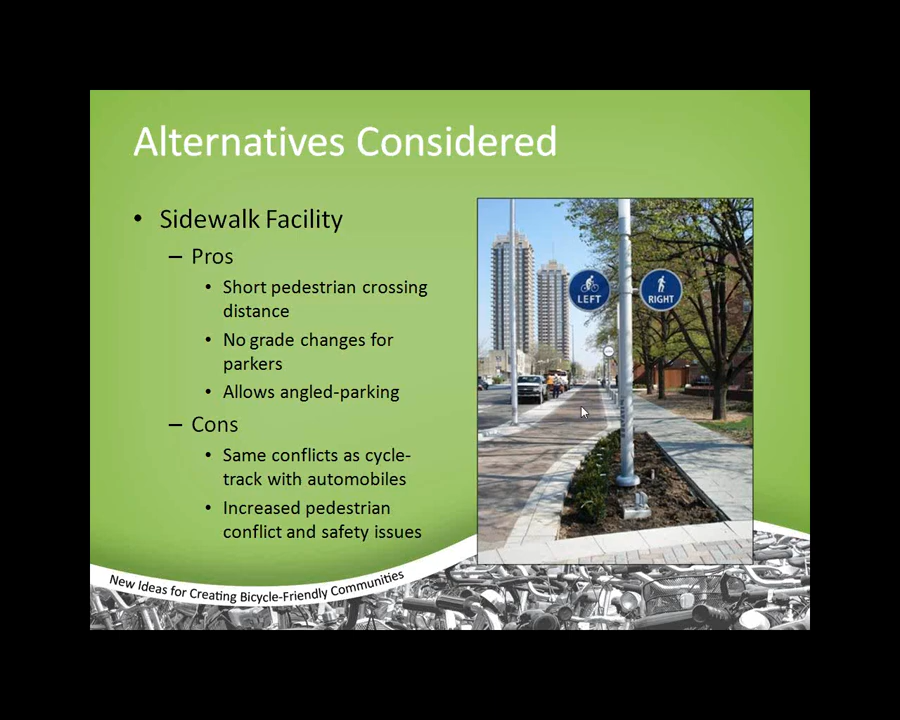 Alternatives Considered
• Sidewalk Facility
– Pros
• Short pedestrian crossing
distance
• No grade changes for
parkers
• Allows angled-parking
– Cons
• Same conflicts as cycle-
track with automobiles
• Increased pedestrian
conflict and safety issues
LEFT
RIGHT
New Ideas for Creating Bicycle-Friendly Communities